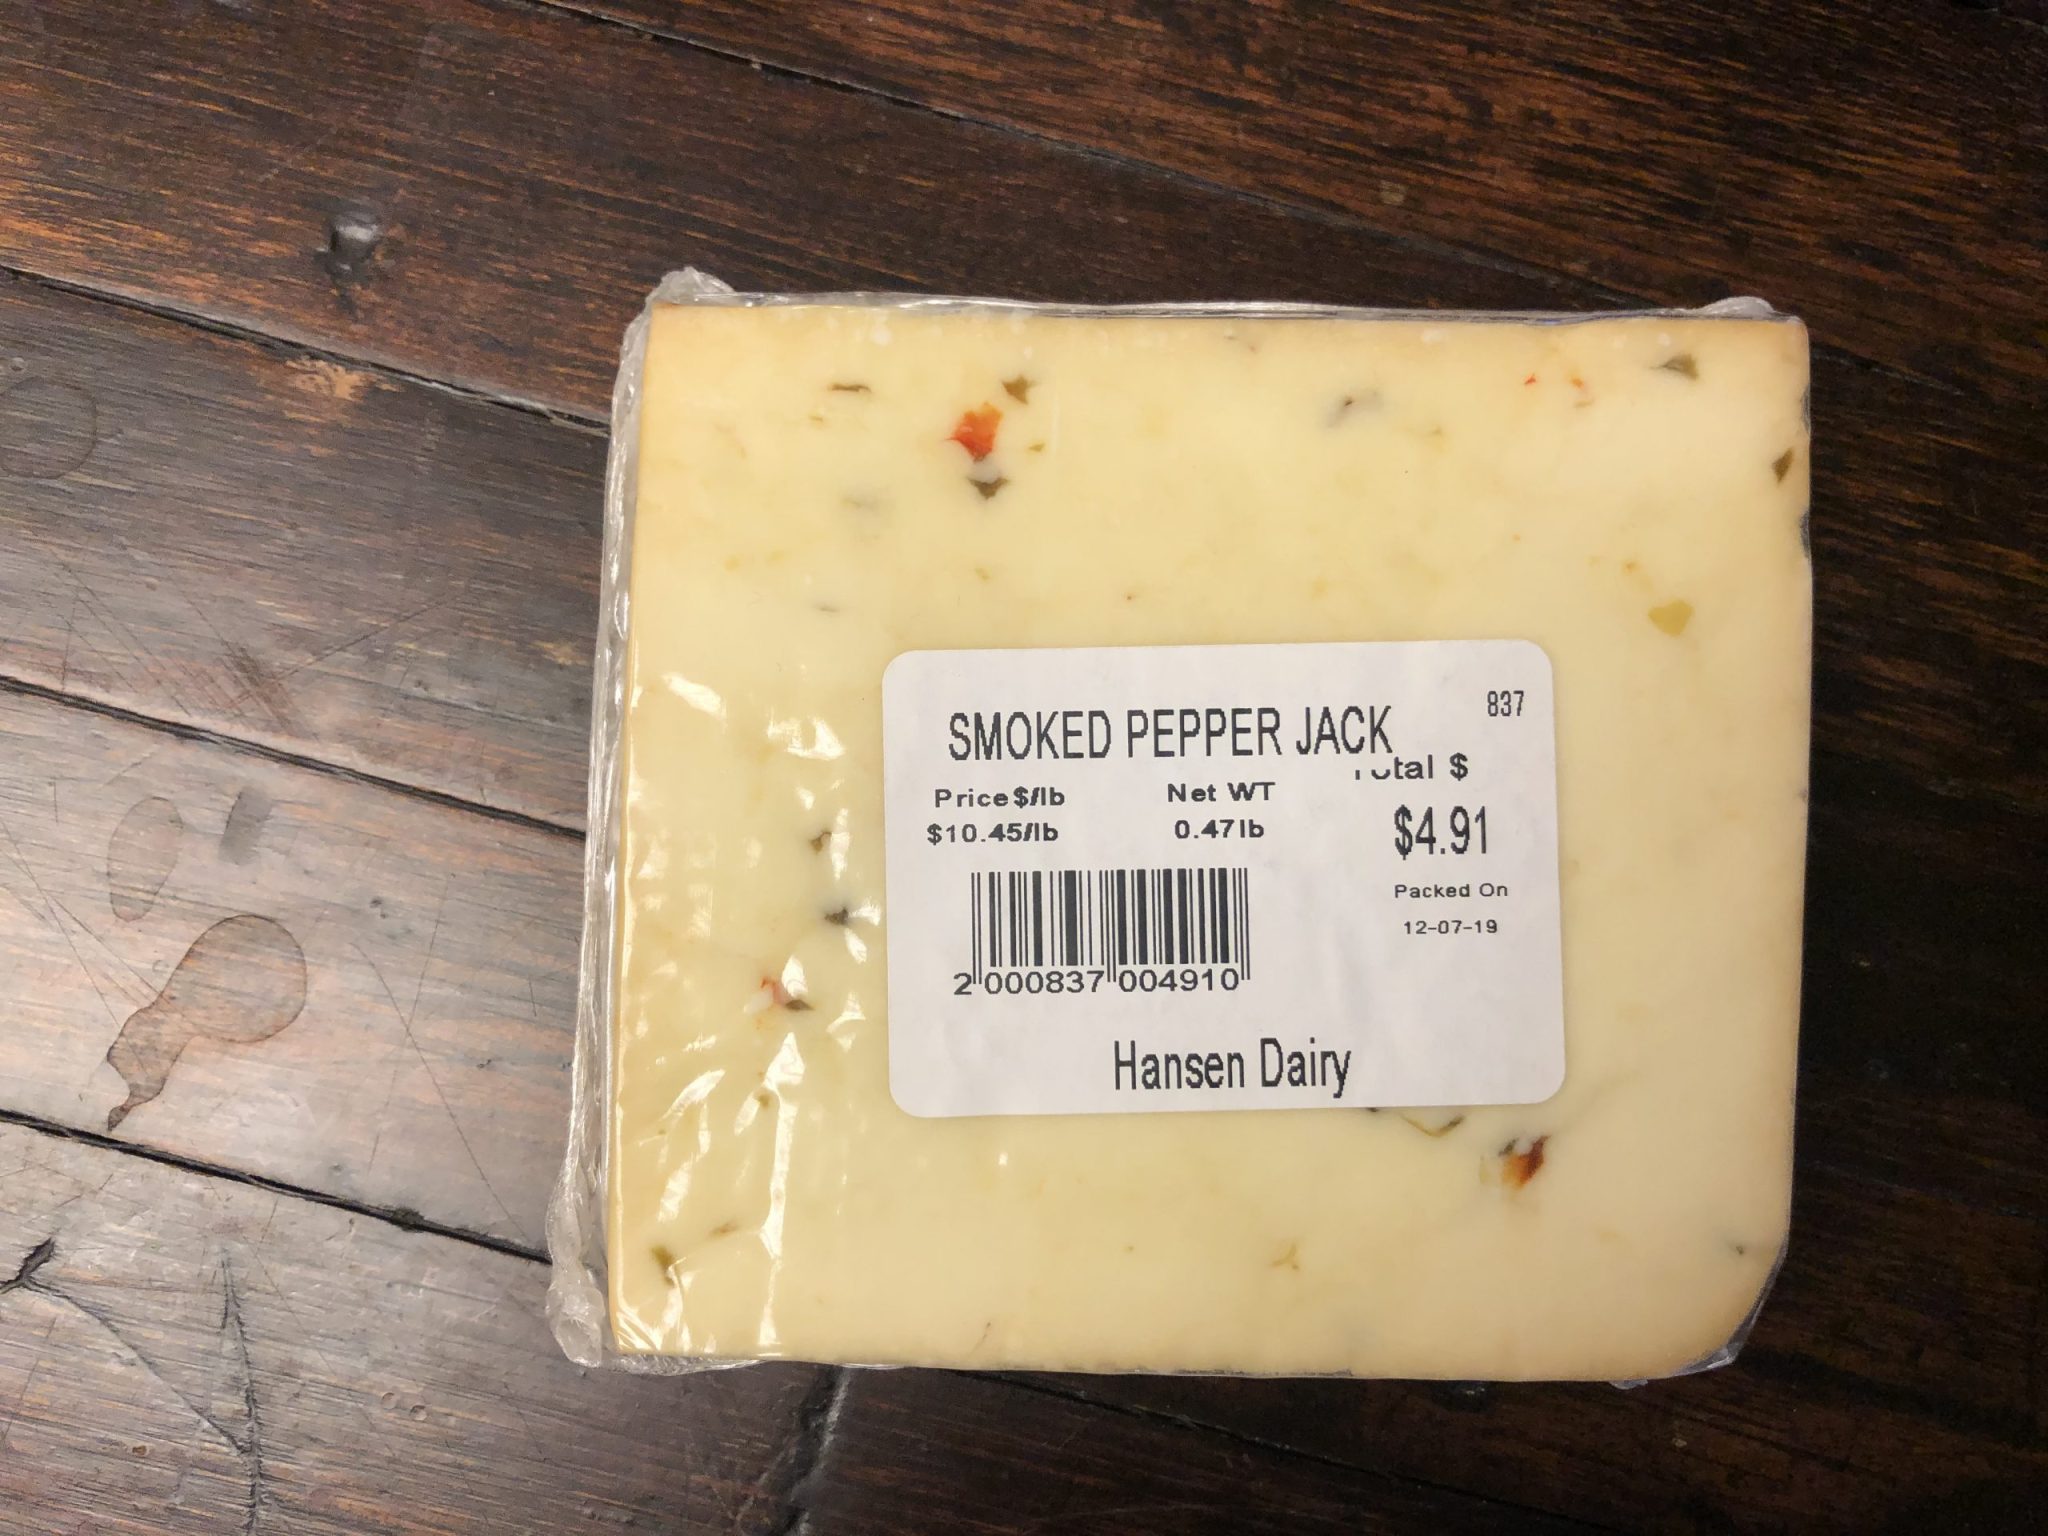 837
SMOKED PEPPER JACK
Total $
Price $/lb Net WT
$10.45/lb 0.47 lb
$4.91
Packed On
12-07-19
2 000837 004910
Hansen Dairy